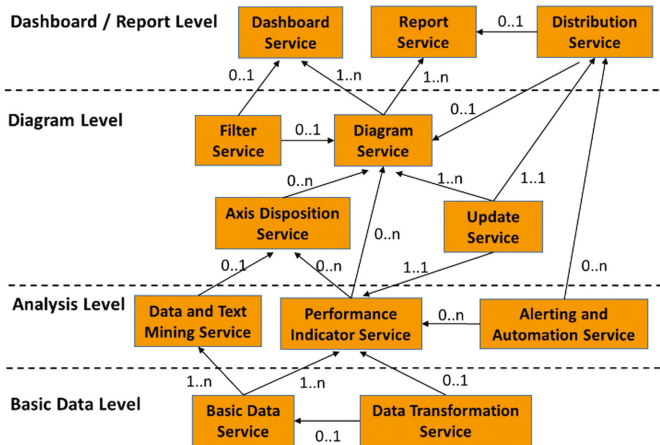 Dashboard / Report Level
Dashboard
Service
Report
Service
0..1
Distribution
Service
0..1
1..n
1..n
0..1
Diagram Level
Filter
Service
0..1
Diagram
Service
0..n
1..n
1..1
Axis Disposition
Service
Update
Service
0..n
0..1
0..n
1..1
0..n
Analysis Level
Data and Text
Mining Service
Performance
Indicator Service
0..n
Alerting and
Automation Service
1..n
1..n
0..1
Basic Data Level
Basic Data
Service
0..1
Data Transformation
Service